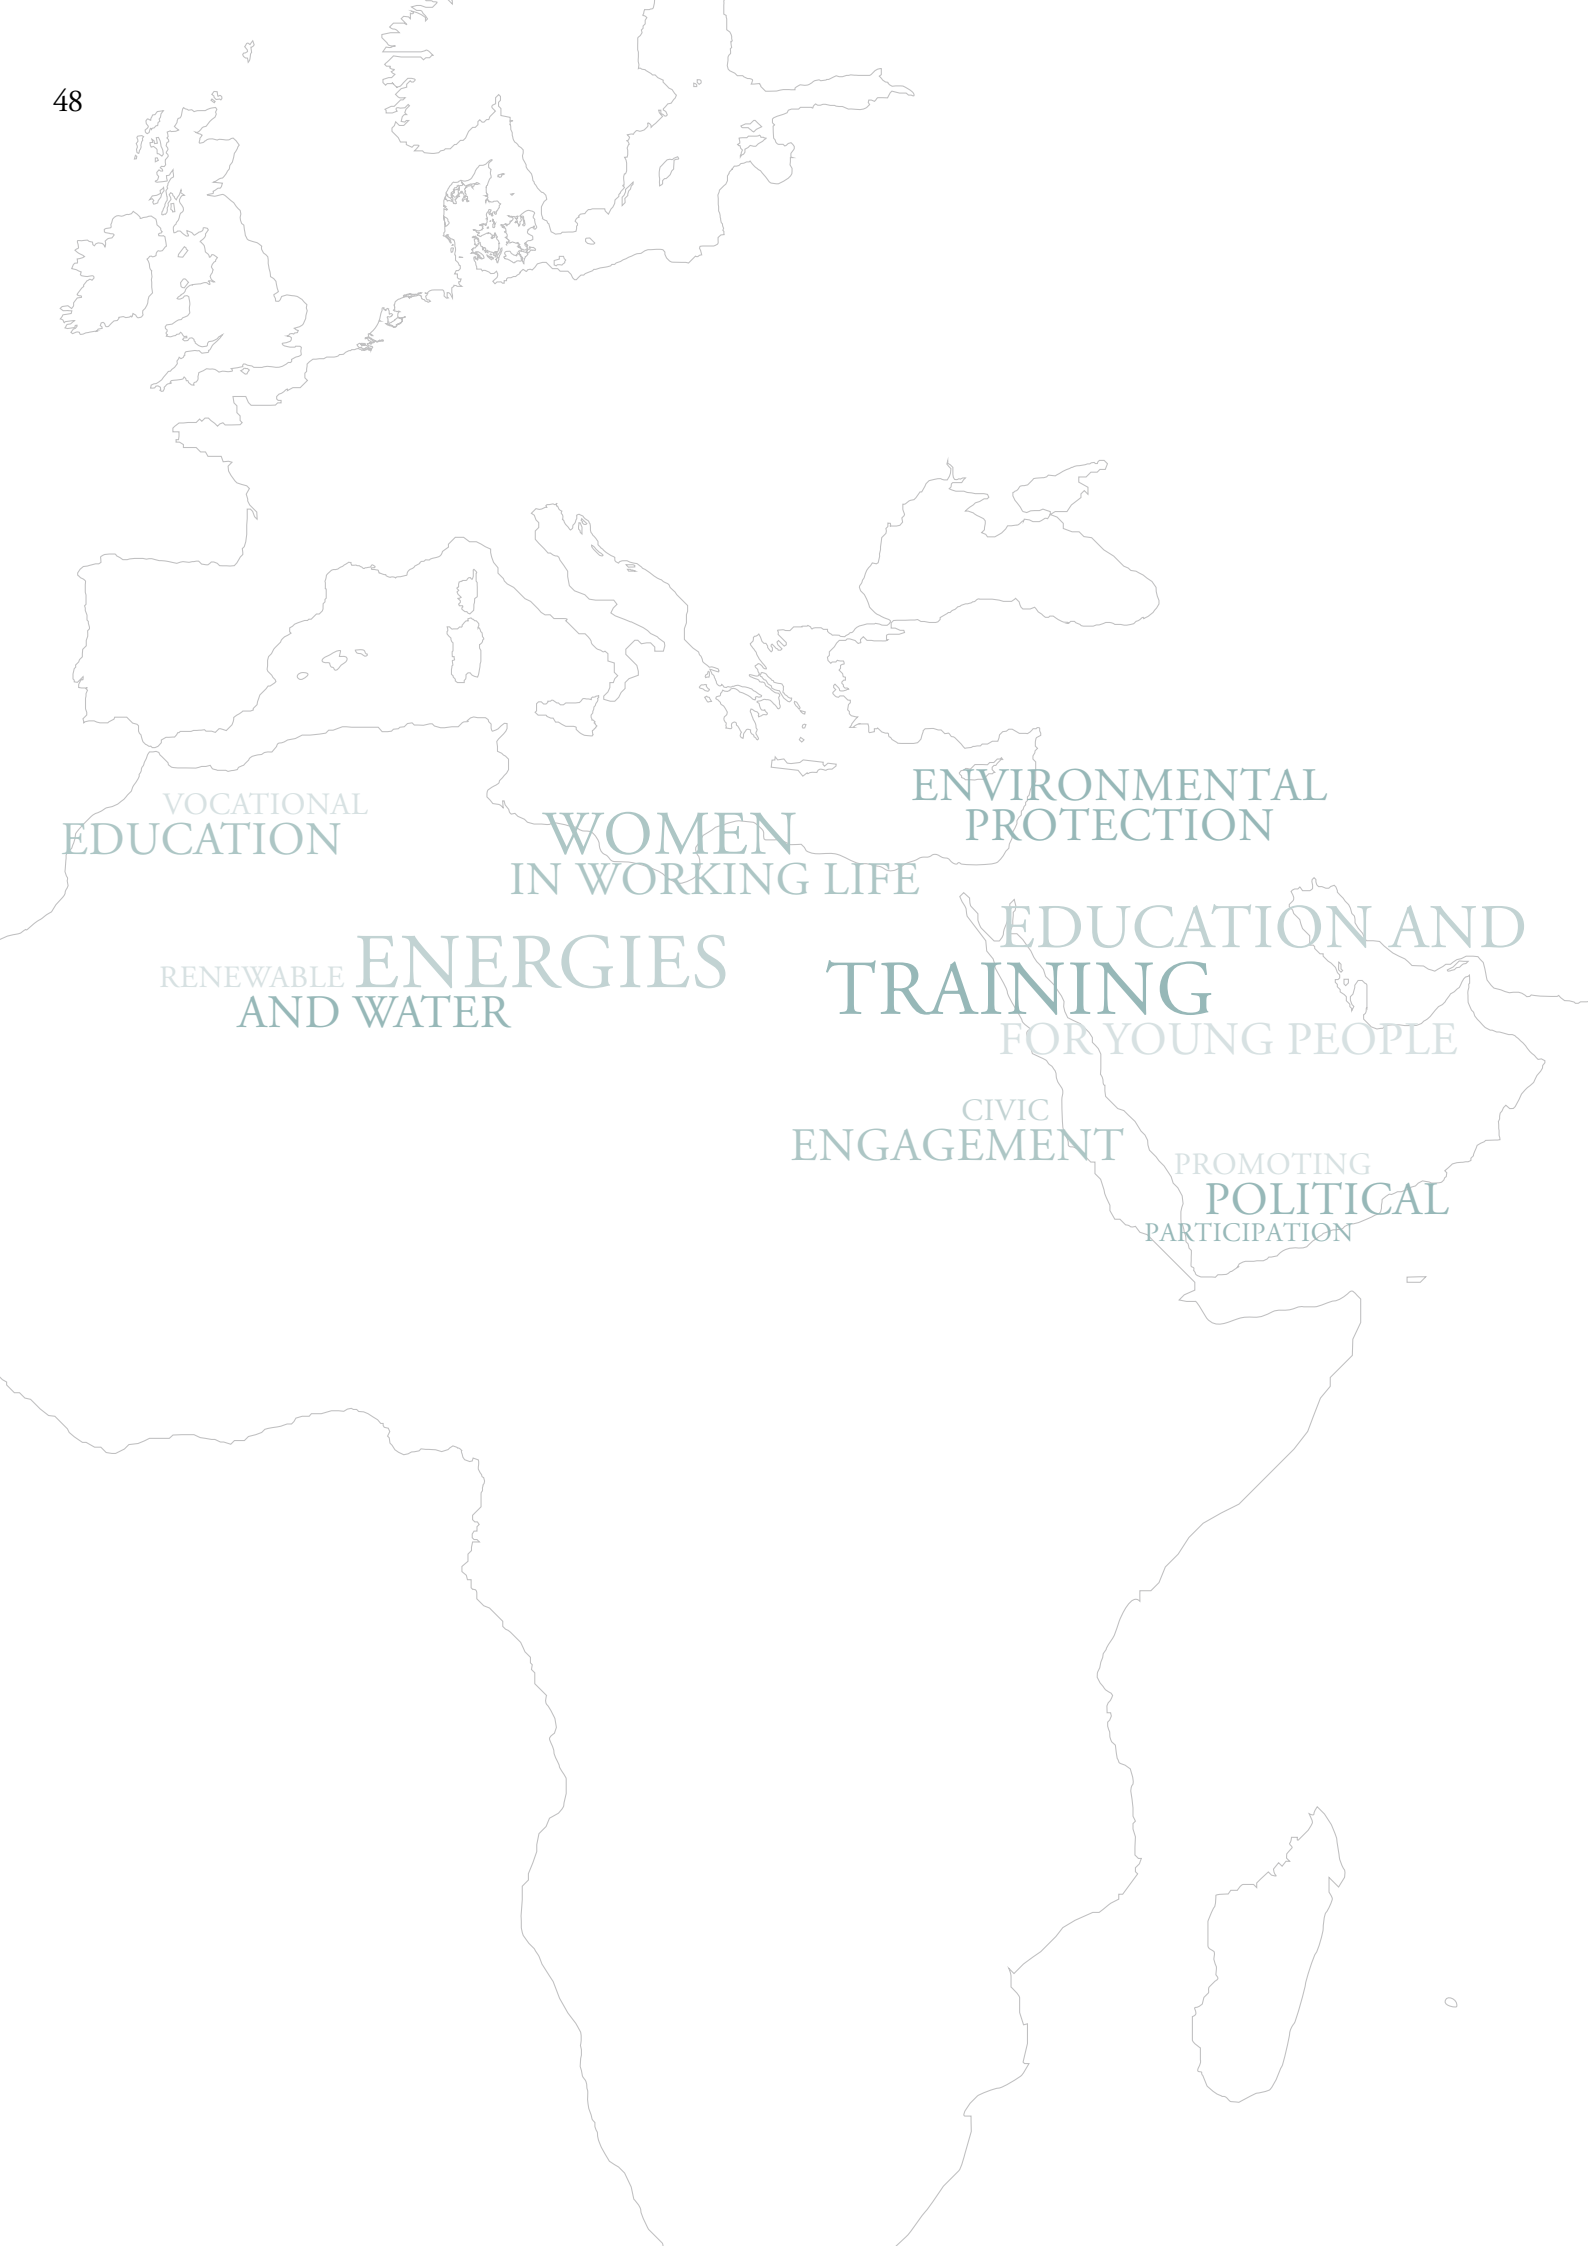 48
VOCATIONAL
EDUCATION
WOMEN
IN WORKING LIFE
ENVIRONMENTAL
PROTECTION
RENEWABLE ENERGIES
AND WATER
EDUCATION AND
TRAINING
FOR YOUNG PEOPLE
CIVIC
ENGAGEMENT
PROMOTING
POLITICAL
PARTICIPATION